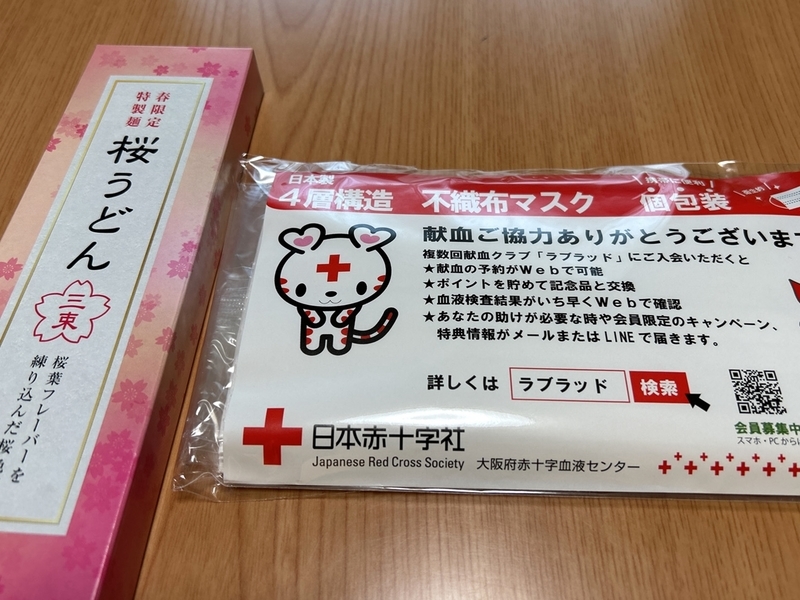 春限定
特製麺
桜うどん
三束
桜葉フレーバーを
練り込んだ桜色
日本製
4層構造 不織布マスク 個包装
携帯に便利
献血ご協力ありがとうございます
複数回献血クラブ「ラブラッド」にご入会いただくと
★献血の予約がWebで可能
★ポイントを貯めて記念品と交換
★血液検査結果がいち早くWebで確認
★あなたの助けが必要な時や会員限定のキャンペーン、
特典情報がメールまたはLINEで届きます。
詳しくは ラブラッド 検索
会員募集中
スマホ・PCから
日本赤十字社
Japanese Red Cross Society 大阪府赤十字血液センター